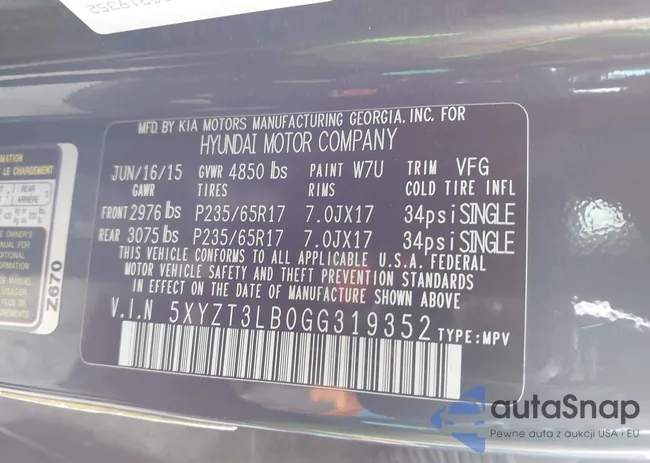 MFD. BY KIA MOTORS MANUFACTURING GEORGIA, INC. FOR
HYUNDAI MOTOR COMPANY
JUN/16/15 GVWR 4850 lbs PAINT W7U TRIM VFG
GAWR TIRES RIMS COLD TIRE INFL
FRONT 2976 lbs P235/65R17 7.0JX17 34psi SINGLE
REAR 3075 lbs P235/65R17 7.0JX17 34psi SINGLE
THIS VEHICLE CONFORMS TO ALL APPLICABLE U.S.A. FEDERAL
MOTOR VEHICLE SAFETY AND THEFT PREVENTION STANDARDS
IN EFFECT ON THE DATE OF MANUFACTURE SHOWN ABOVE.
V.I.N 5XYZT3LB0GG319352 TYPE:MPV
REAR
ARRIERE
Z670
autaSnap
Pewne auta z aukcji USA i EU